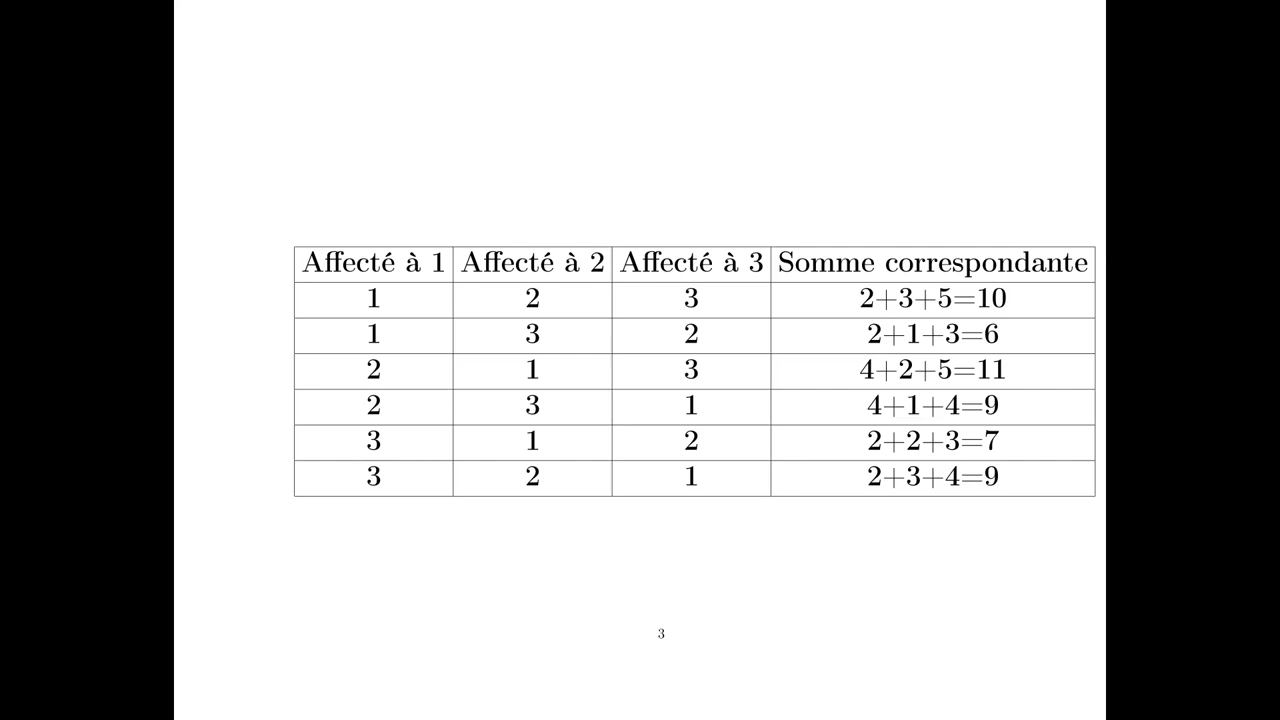 Affecté à 1 Affecté à 2 Affecté à 3 Somme correspondante
1 2 3 2+3+5=10
1 3 2 2+1+3=6
2 1 3 4+2+5=11
2 3 1 4+1+4=9
3 1 2 2+2+3=7
3 2 1 2+3+4=9
3